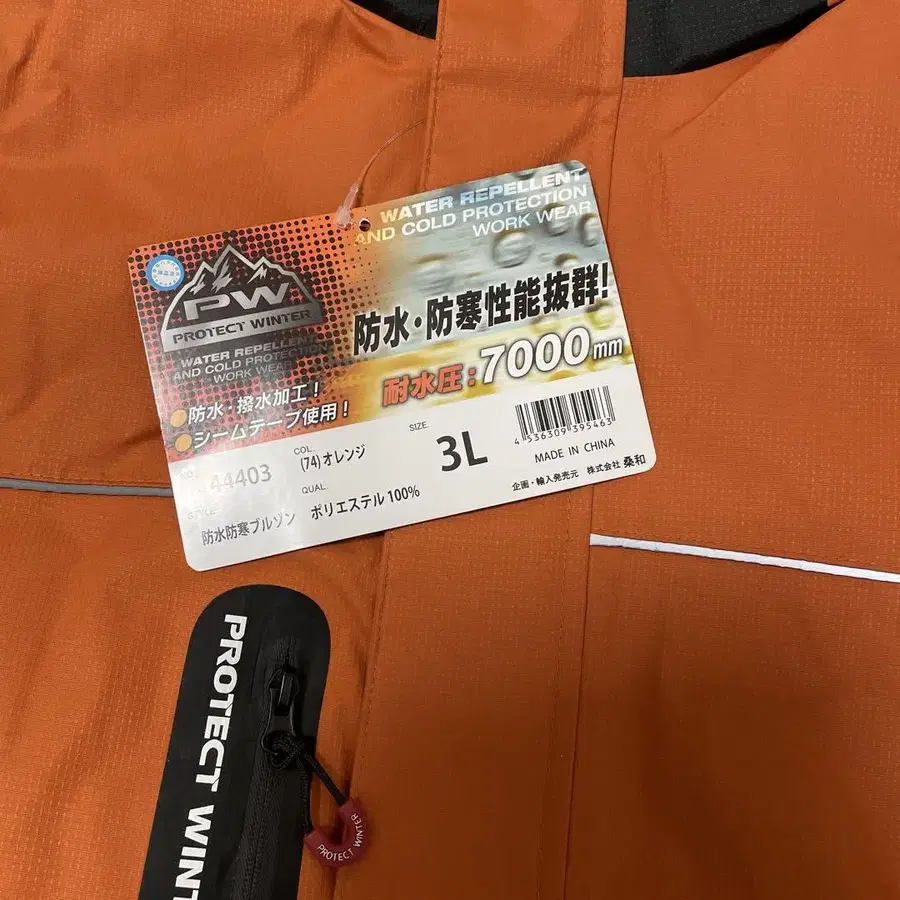 WATER REPELLENT
AND COLD PROTECTION
WORK WEAR
PW
PROTECT WINTER
WATER REPELLENT
AND COLD PROTECTION
WORK WEAR
防水・防寒性能抜群!
耐水圧:7000mm
防水・撥水加工!
シームテープ使用!
NO.
44403
COL.
(74)オレンジ
SIZE.
3L
4 536309 395463
MADE IN CHINA
STYLE
防水防寒ブルゾン
QUAL.
ポリエステル100%
企画・輸入発売元 株式会社 桑和
PROTECT WINT
PROTECT WINTER